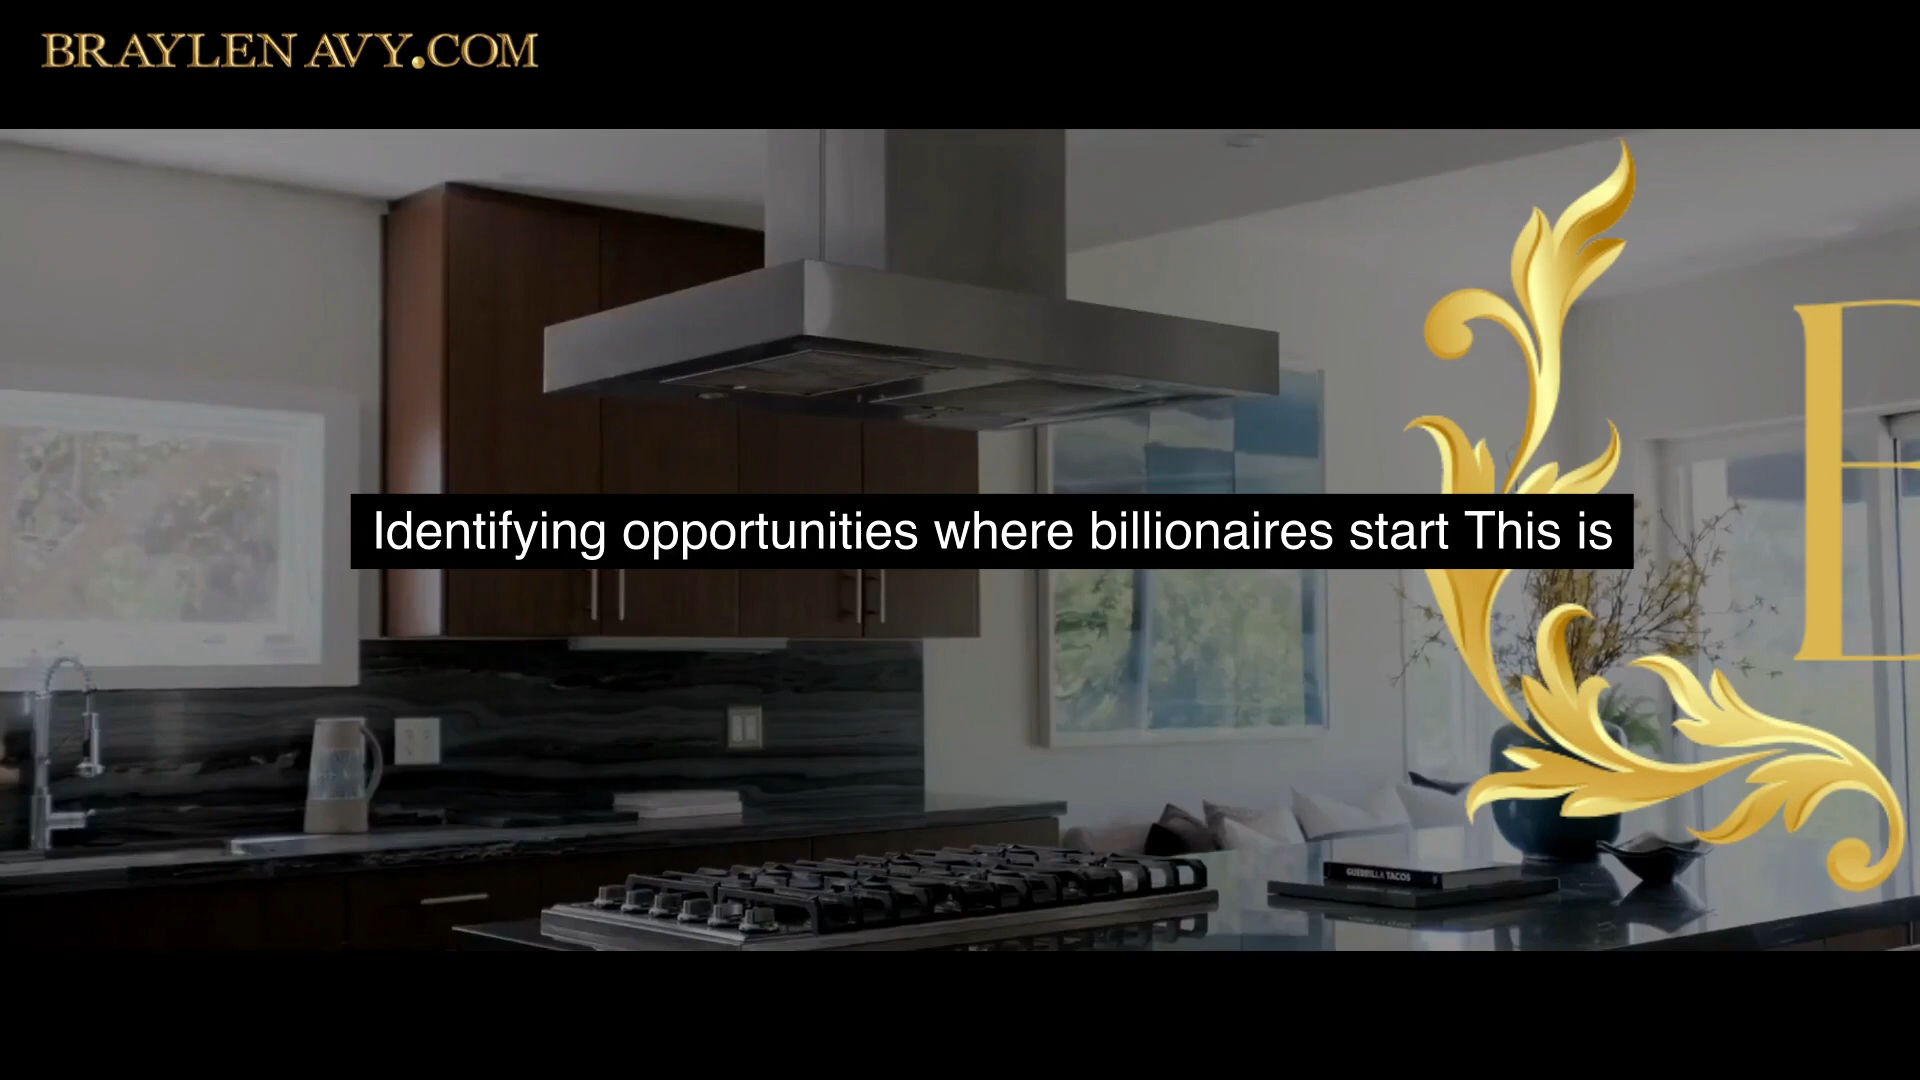 BRAYLEN AVY.COM
Identifying opportunities where billionaires start This is
GUERRILLA TACOS